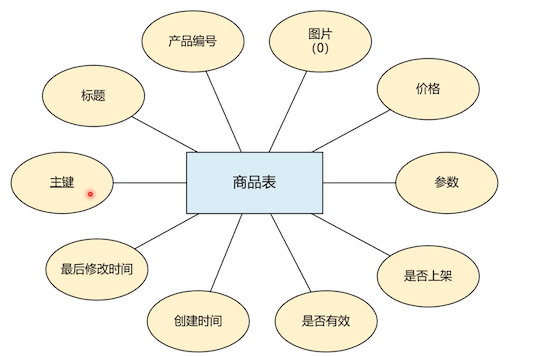 产品编号
图片
(0)
标题
价格
主键
商品表
参数
最后修改时间
是否上架
创建时间
是否有效